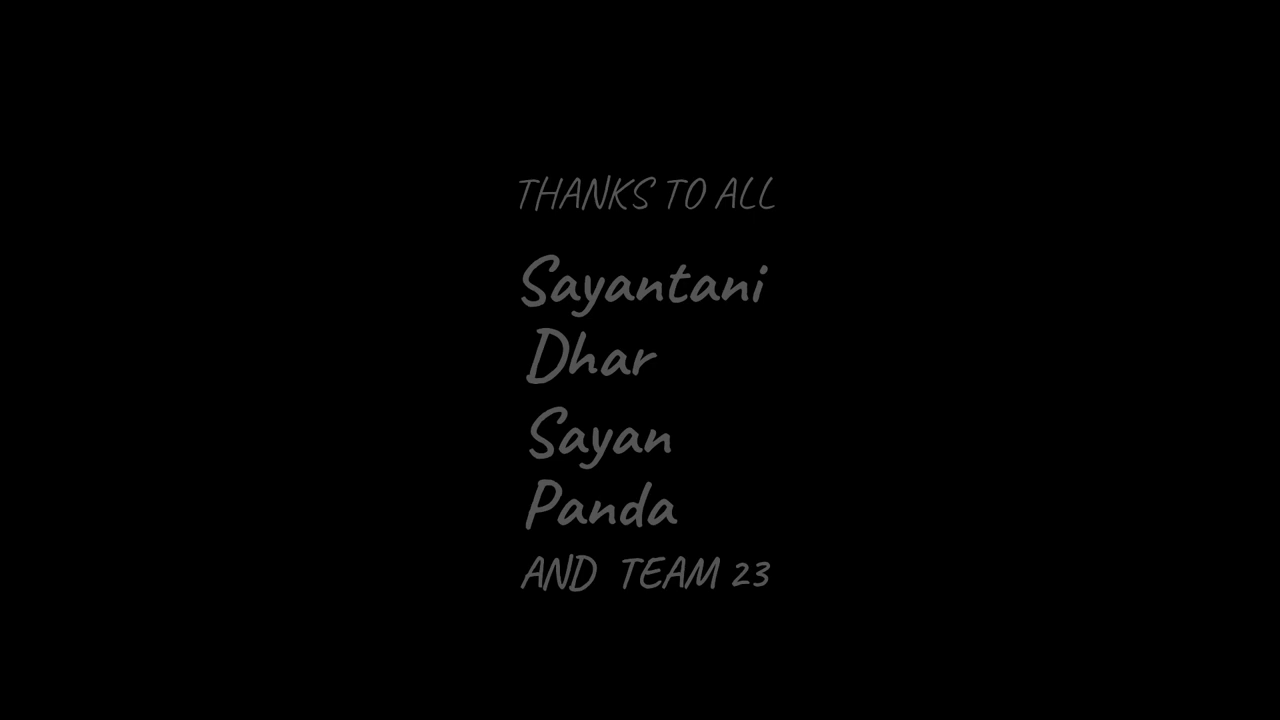 THANKS TO ALL
Sayantani
Dhar
Sayan
Panda
AND TEAM 23